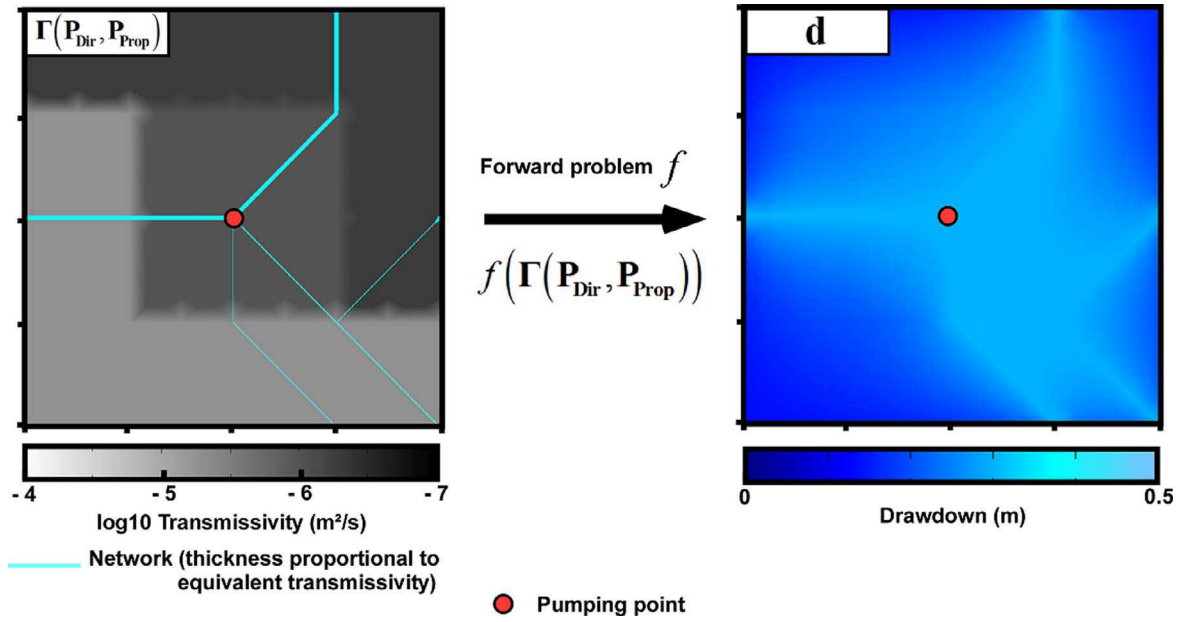 Γ(P_Dir, P_Prop)
d
Forward problem f
f(Γ(P_Dir, P_Prop))
- 4 - 5 - 6 - 7
log10 Transmissivity (m²/s)
0 0.5
Drawdown (m)
Network (thickness proportional to
equivalent transmissivity)
Pumping point